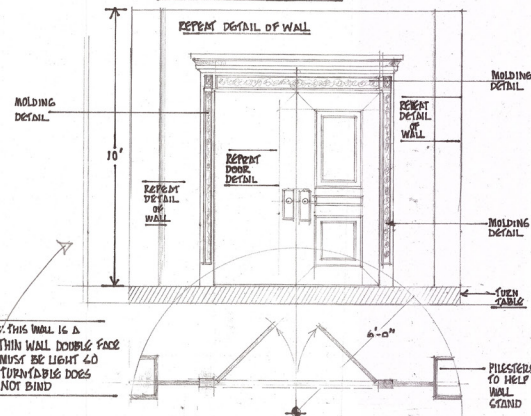 REPEAT DETAIL OF WALL
MOLDING
DETAIL
MOLDING
DETAIL
REPEAT
DETAIL
OF
WALL
10'
REPEAT
DOOR
DETAIL
REPEAT
DETAIL
OF
WALL
MOLDING
DETAIL
TURN
TABLE
THIS WALL IS A
THIN WALL DOUBLE FACE
MUST BE LIGHT SO
TURNTABLE DOES
NOT BIND
6'-0"
PILESTERS
TO HELP
WALL
STAND